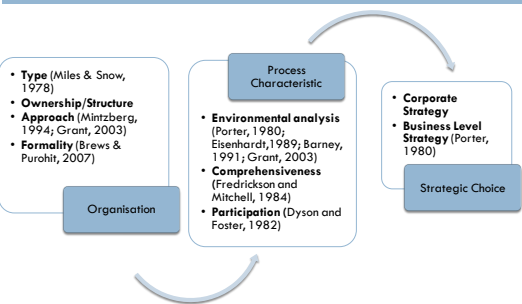 • Type (Miles & Snow,
1978)
• Ownership/Structure
• Approach (Mintzberg,
1994; Grant, 2003)
• Formality (Brews &
Purohit, 2007)
Organisation
Process
Characteristic
• Environmental analysis
(Porter, 1980;
Eisenhardt,1989; Barney,
1991; Grant, 2003)
• Comprehensiveness
(Fredrickson and
Mitchell, 1984)
• Participation (Dyson and
Foster, 1982)
• Corporate
Strategy
• Business Level
Strategy (Porter,
1980)
Strategic Choice